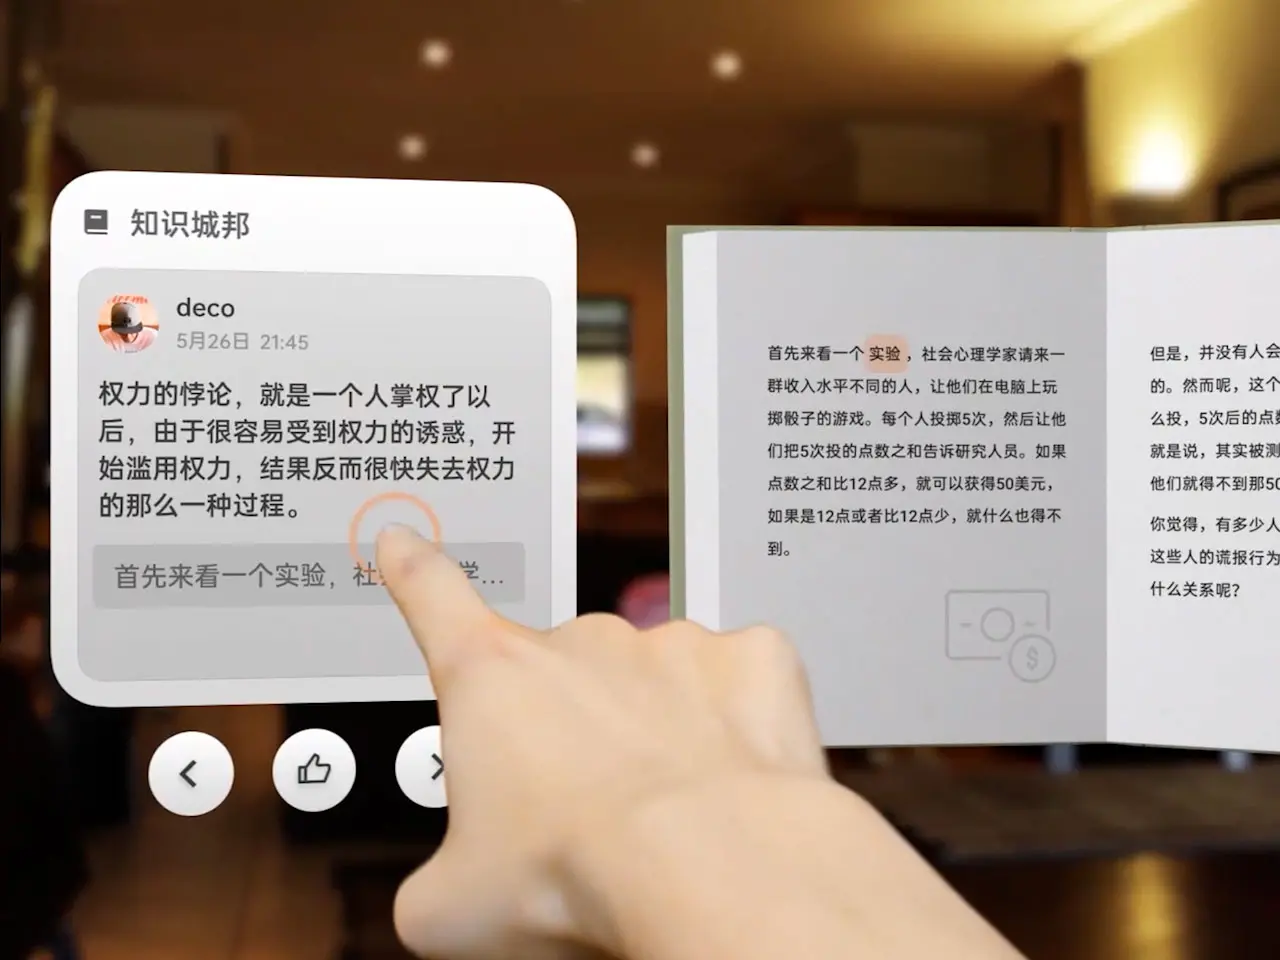 知识城邦
deco
5月26日 21:45
权力的悖论，就是一个人掌权了以
后，由于很容易受到权力的诱惑，开
始滥用权力，结果反而很快失去权力
的那么一种过程。
首先来看一个实验，社 学...
首先来看一个 实验 ，社会心理学家请来一
群收入水平不同的人，让他们在电脑上玩
掷骰子的游戏。每个人投掷5次，然后让他
们把5次投的点数之和告诉研究人员。如果
点数之和比12点多，就可以获得50美元，
如果是12点或者比12点少，就什么也得不
到。
$
但是，并没有人会
的。然而呢，这个
么投，5次后的点数
就是说，其实被测
他们就得不到那50
你觉得，有多少人
这些人的谎报行为
什么关系呢？